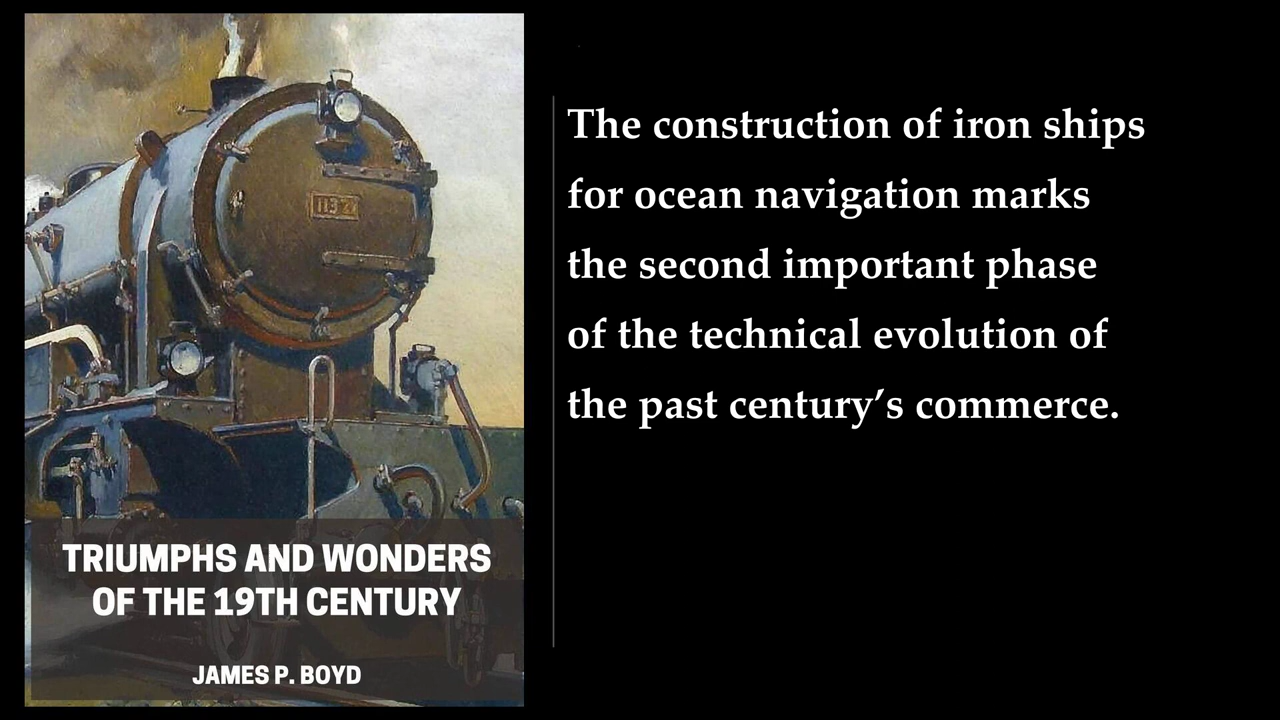 TRIUMPHS AND WONDERS
OF THE 19TH CENTURY
JAMES P. BOYD
The construction of iron ships
for ocean navigation marks
the second important phase
of the technical evolution of
the past century’s commerce.